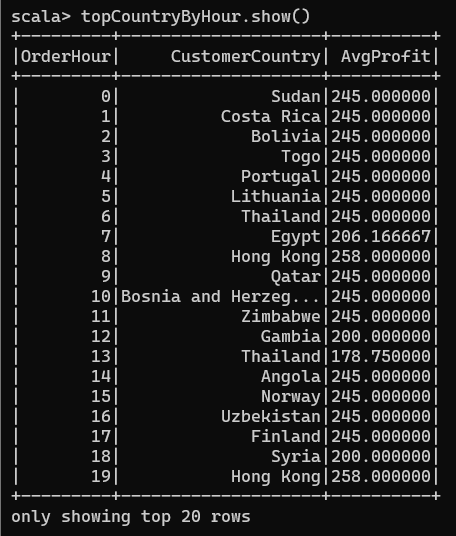 scala> topCountryByHour.show()
+---------+--------------------+----------+
|OrderHour|     CustomerCountry| AvgProfit|
+---------+--------------------+----------+
|        0|               Sudan|245.000000|
|        1|          Costa Rica|245.000000|
|        2|             Bolivia|245.000000|
|        3|                Togo|245.000000|
|        4|            Portugal|245.000000|
|        5|           Lithuania|245.000000|
|        6|            Thailand|245.000000|
|        7|               Egypt|206.166667|
|        8|           Hong Kong|258.000000|
|        9|               Qatar|245.000000|
|       10|Bosnia and Herzeg...|245.000000|
|       11|            Zimbabwe|245.000000|
|       12|              Gambia|200.000000|
|       13|            Thailand|178.750000|
|       14|              Angola|245.000000|
|       15|              Norway|245.000000|
|       16|          Uzbekistan|245.000000|
|       17|             Finland|245.000000|
|       18|               Syria|200.000000|
|       19|           Hong Kong|258.000000|
+---------+--------------------+----------+
only showing top 20 rows